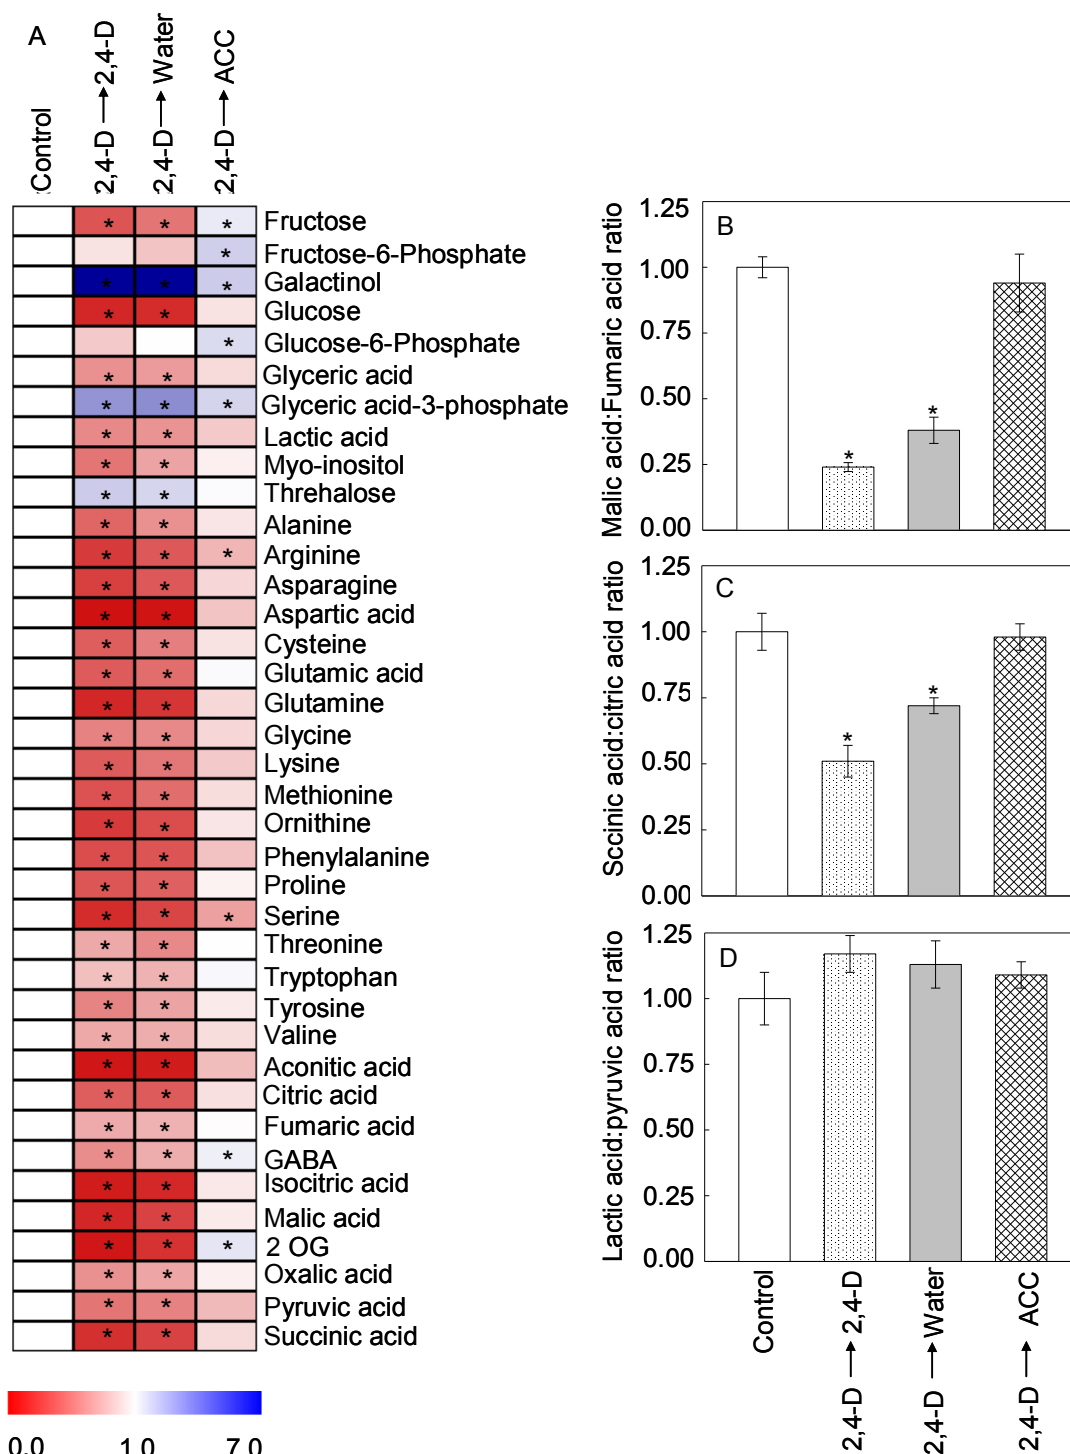 A
Control
2,4-D → 2,4-D
2,4-D → Water
2,4-D → ACC
* * * Fructose
* Fructose-6-Phosphate
* * * Galactinol
* * Glucose
* Glucose-6-Phosphate
* * Glyceric acid
* * * Glyceric acid-3-phosphate
* * Lactic acid
* * Myo-inositol
* * Threhalose
* * Alanine
* * * Arginine
* * Asparagine
* * Aspartic acid
* * Cysteine
* * Glutamic acid
* * Glutamine
* * Glycine
* * Lysine
* * Methionine
* * Ornithine
* * Phenylalanine
* * Proline
* * * Serine
* * Threonine
* * Tryptophan
* * Tyrosine
* * Valine
* * Aconitic acid
* * Citric acid
* * Fumaric acid
* * * GABA
* * Isocitric acid
* * Malic acid
* * * 2 OG
* * Oxalic acid
* * Pyruvic acid
* * Succinic acid
0.0 1.0 7.0
B
Malic acid:Fumaric acid ratio
1.25
1.00
0.75
0.50
0.25
0.00
* *
C
Sccinic acid:citric acid ratio
1.25
1.00
0.75
0.50
0.25
0.00
* *
D
Lactic acid:pyruvic acid ratio
1.25
1.00
0.75
0.50
0.25
0.00
Control
2,4-D → 2,4-D
2,4-D → Water
2,4-D → ACC